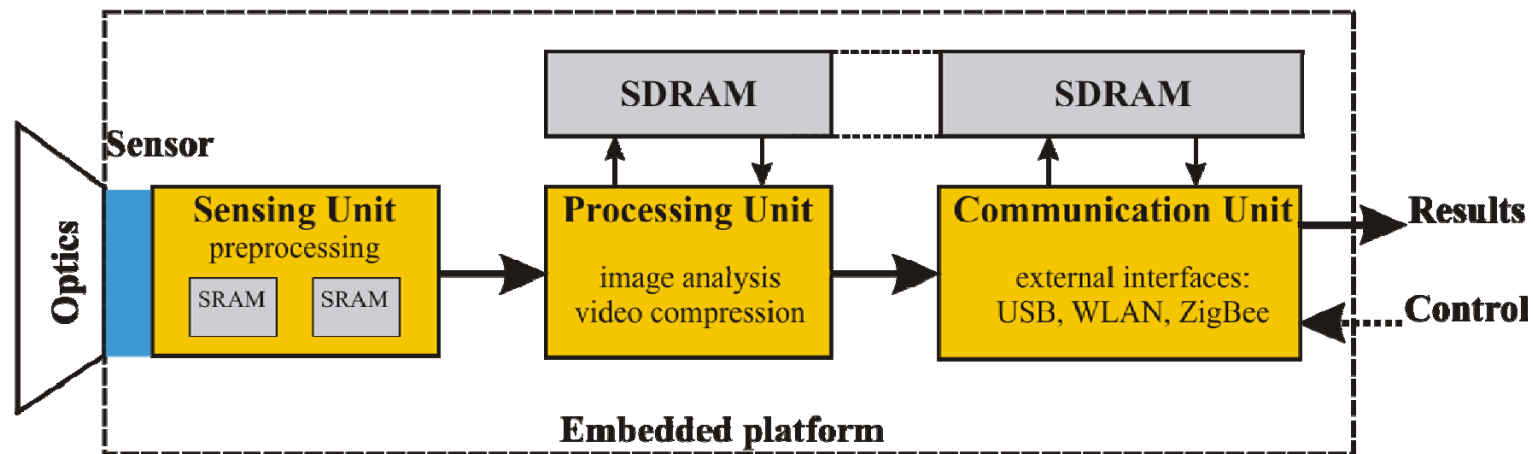 SDRAM
SDRAM
Sensor
Optics
Sensing Unit
preprocessing
SRAM
SRAM
Processing Unit
image analysis
video compression
Communication Unit
external interfaces:
USB, WLAN, ZigBee
Results
Control
Embedded platform